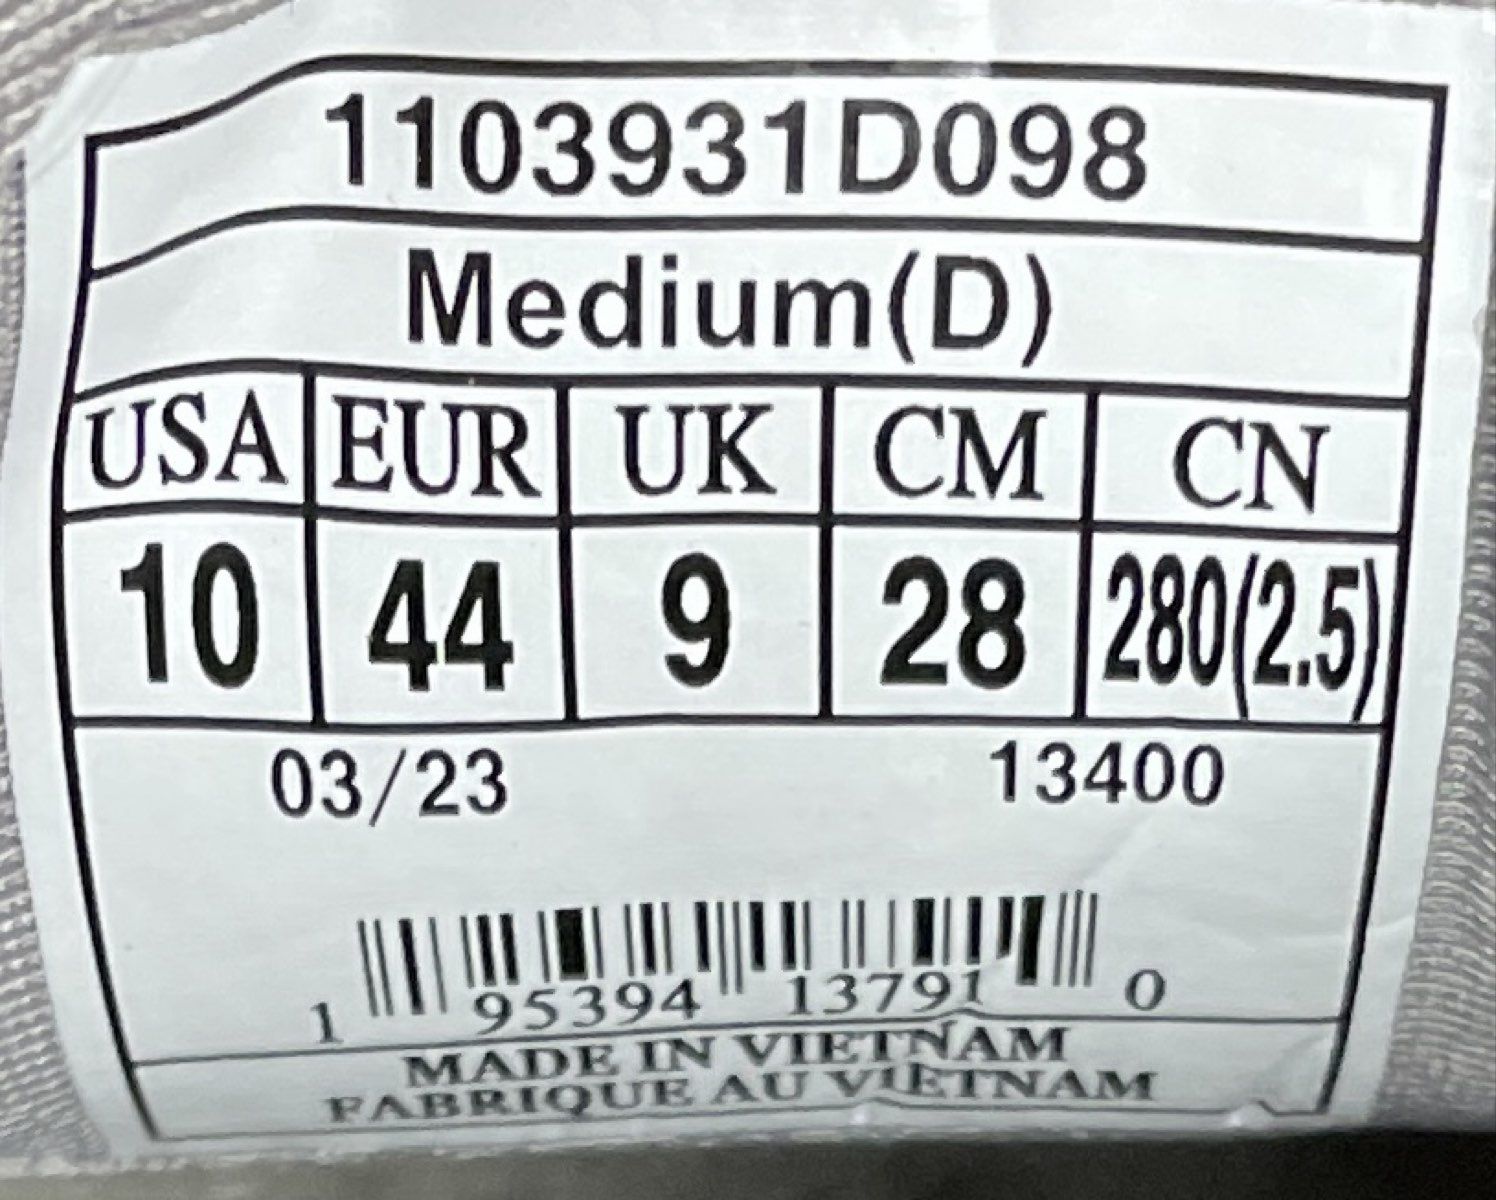 1103931D098
Medium(D)
USA EUR UK CM CN
10 44 9 28 280(2.5)
03/23 13400
1 95394 13791 0
MADE IN VIETNAM
FABRIQUE AU VIETNAM